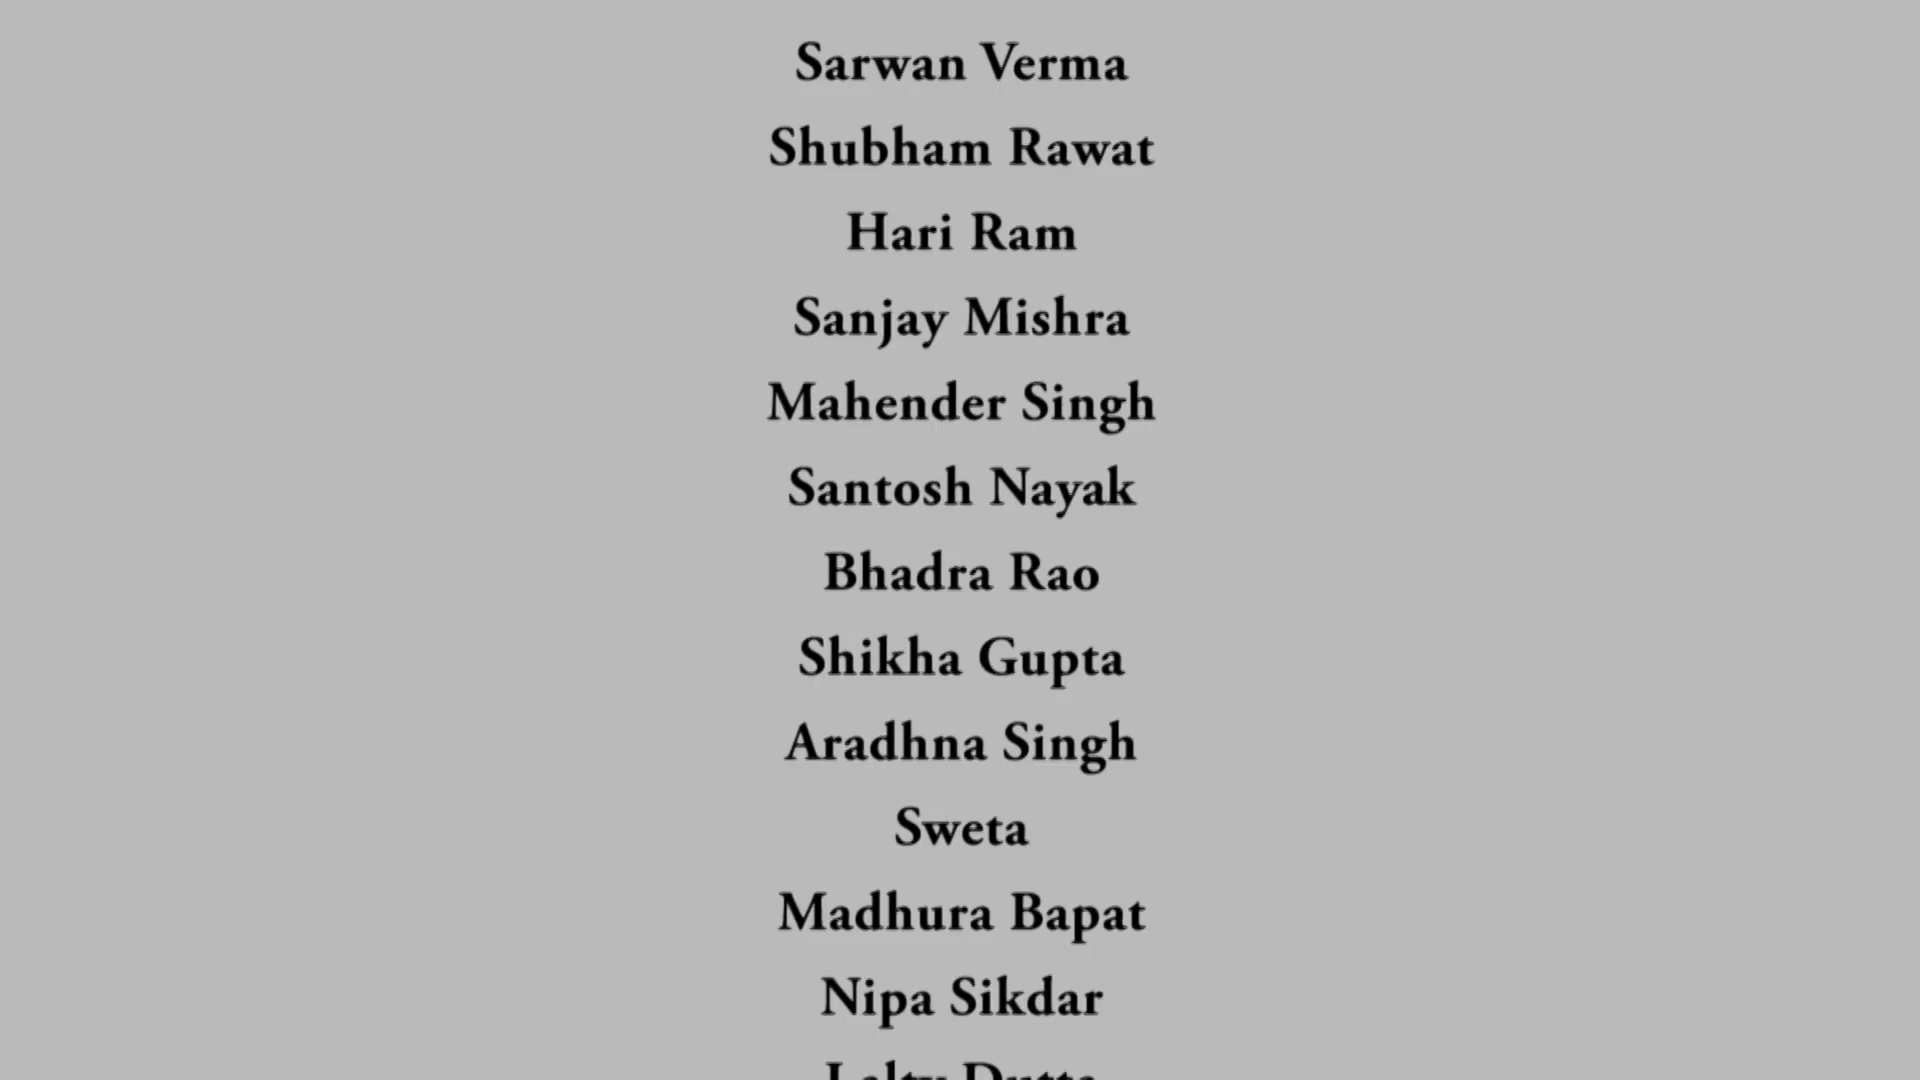 Sarwan Verma
Shubham Rawat
Hari Ram
Sanjay Mishra
Mahender Singh
Santosh Nayak
Bhadra Rao
Shikha Gupta
Aradhna Singh
Sweta
Madhura Bapat
Nipa Sikdar